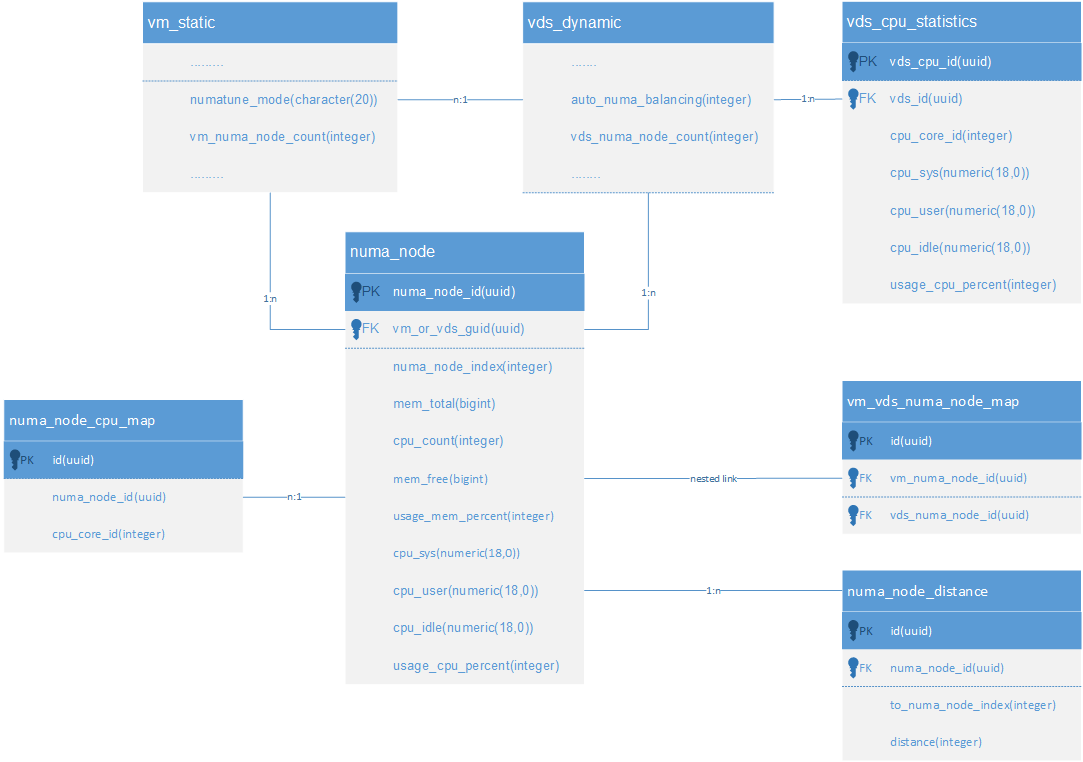 vm_static
.........
numatune_mode(character(20))
vm_numa_node_count(integer)
.........
n:1
vds_dynamic
.......
auto_numa_balancing(integer)
vds_numa_node_count(integer)
........
1:n
vds_cpu_statistics
PK vds_cpu_id(uuid)
FK vds_id(uuid)
cpu_core_id(integer)
cpu_sys(numeric(18,0))
cpu_user(numeric(18,0))
cpu_idle(numeric(18,0))
usage_cpu_percent(integer)
1:n
1:n
numa_node
PK numa_node_id(uuid)
FK vm_or_vds_guid(uuid)
numa_node_index(integer)
mem_total(bigint)
cpu_count(integer)
mem_free(bigint)
usage_mem_percent(integer)
cpu_sys(numeric(18,0))
cpu_user(numeric(18,0))
cpu_idle(numeric(18,0))
usage_cpu_percent(integer)
numa_node_cpu_map
PK id(uuid)
numa_node_id(uuid)
cpu_core_id(integer)
n:1
nested link
vm_vds_numa_node_map
PK id(uuid)
FK vm_numa_node_id(uuid)
FK vds_numa_node_id(uuid)
1:n
numa_node_distance
PK id(uuid)
FK numa_node_id(uuid)
to_numa_node_index(integer)
distance(integer)